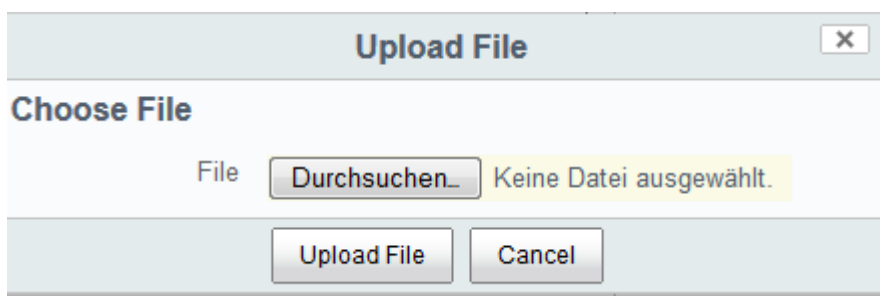 Upload File
Choose File
File Durchsuchen… Keine Datei ausgewählt.
Upload File Cancel